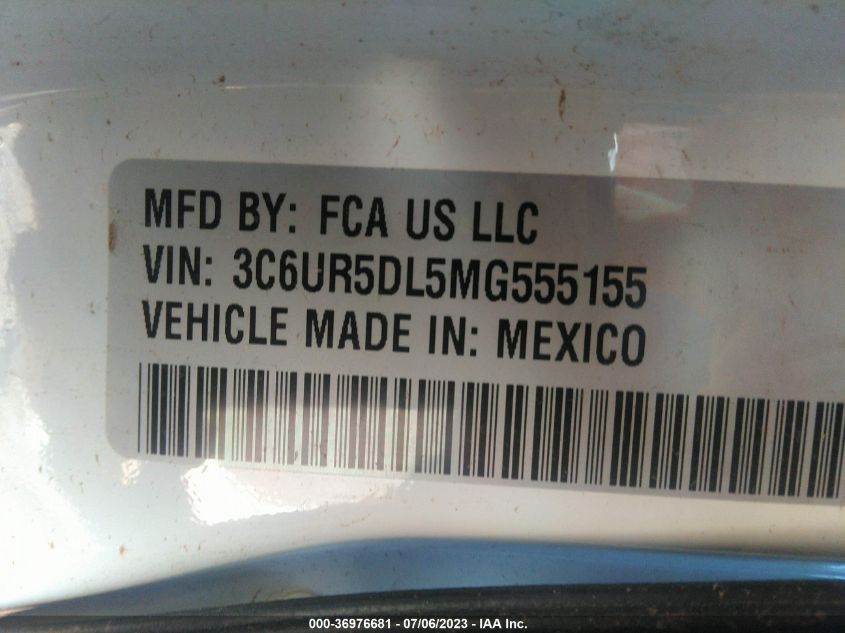 MFD BY: FCA US LLC
VIN: 3C6UR5DL5MG555155
VEHICLE MADE IN: MEXICO
000-36976681 - 07/06/2023 - IAA Inc.